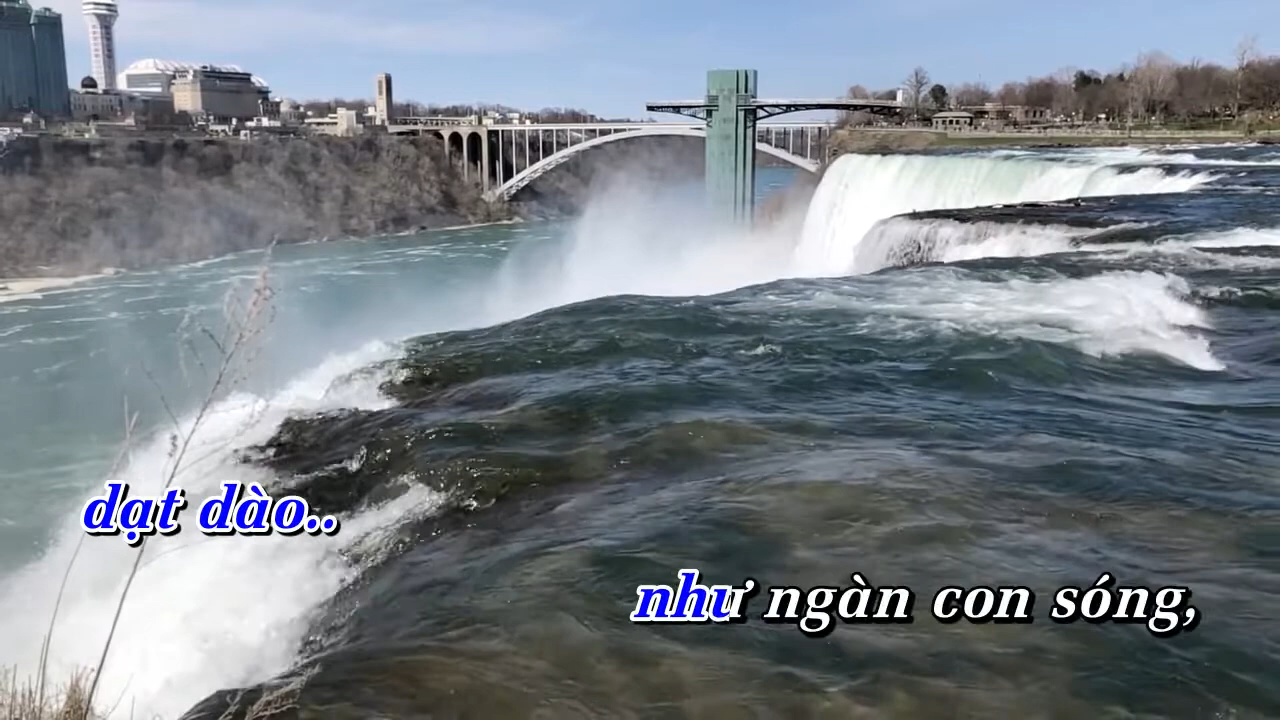 dạt dào..
như ngàn con sóng,